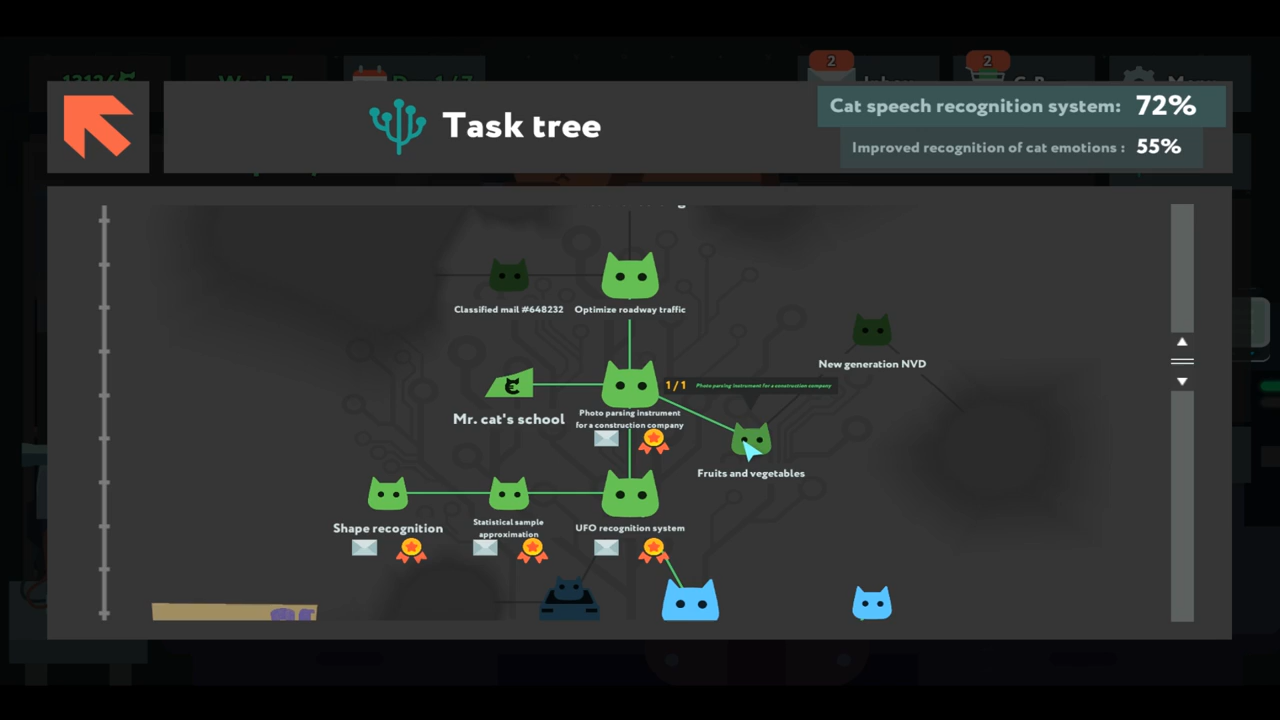 2
2
Task tree
Cat speech recognition system: 72%
Improved recognition of cat emotions : 55%
Classified mail #648232
Optimize roadway traffic
New generation NVD
1/1
Photo parsing instrument for a construction company
Mr. cat's school
Photo parsing instrument
for a construction company
Fruits and vegetables
Shape recognition
Statistical sample
approximation
UFO recognition system